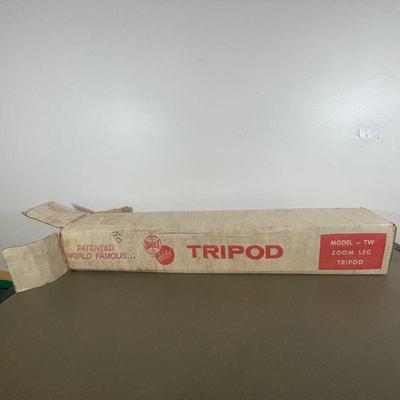 PATENTED
WORLD FAMOUS...
TRIPOD
MODEL - TW
ZOOM LEG
TRIPOD